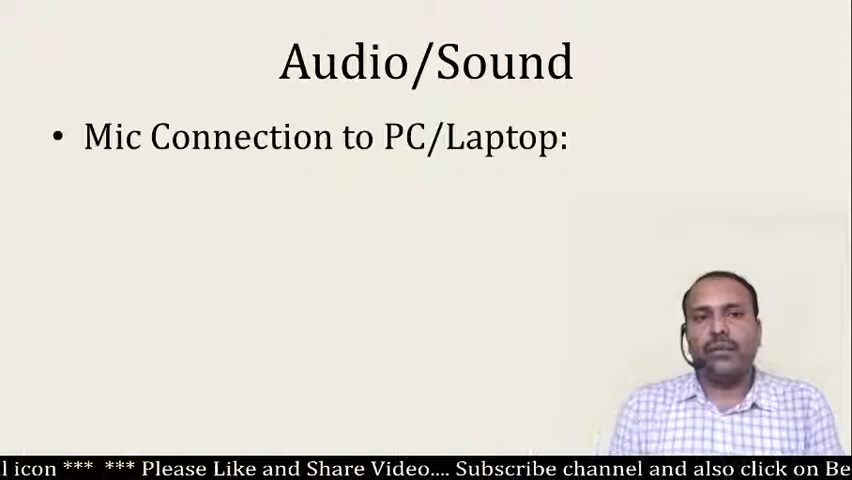 Audio/Sound
• Mic Connection to PC/Laptop:
l icon *** *** Please Like and Share Video.... Subscribe channel and also click on Be